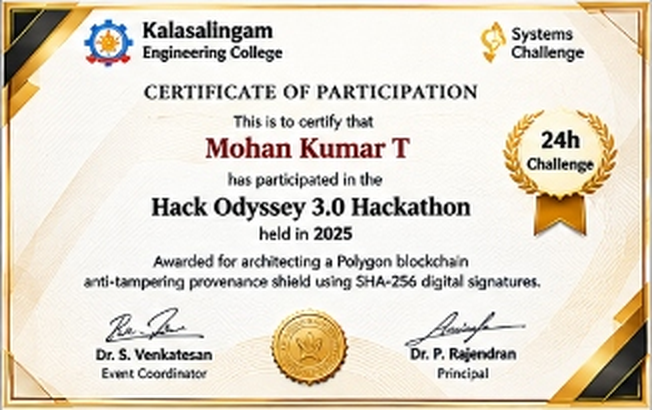 Kalasalingam
Engineering College
Systems
Challenge
CERTIFICATE OF PARTICIPATION
This is to certify that
Mohan Kumar T
24h
Challenge
has participated in the
Hack Odyssey 3.0 Hackathon
held in 2025
Awarded for architecting a Polygon blockchain
anti-tampering provenance shield using SHA-256 digital signatures.
Dr. S. Venkatesan
Event Coordinator
Dr. P. Rajendran
Principal